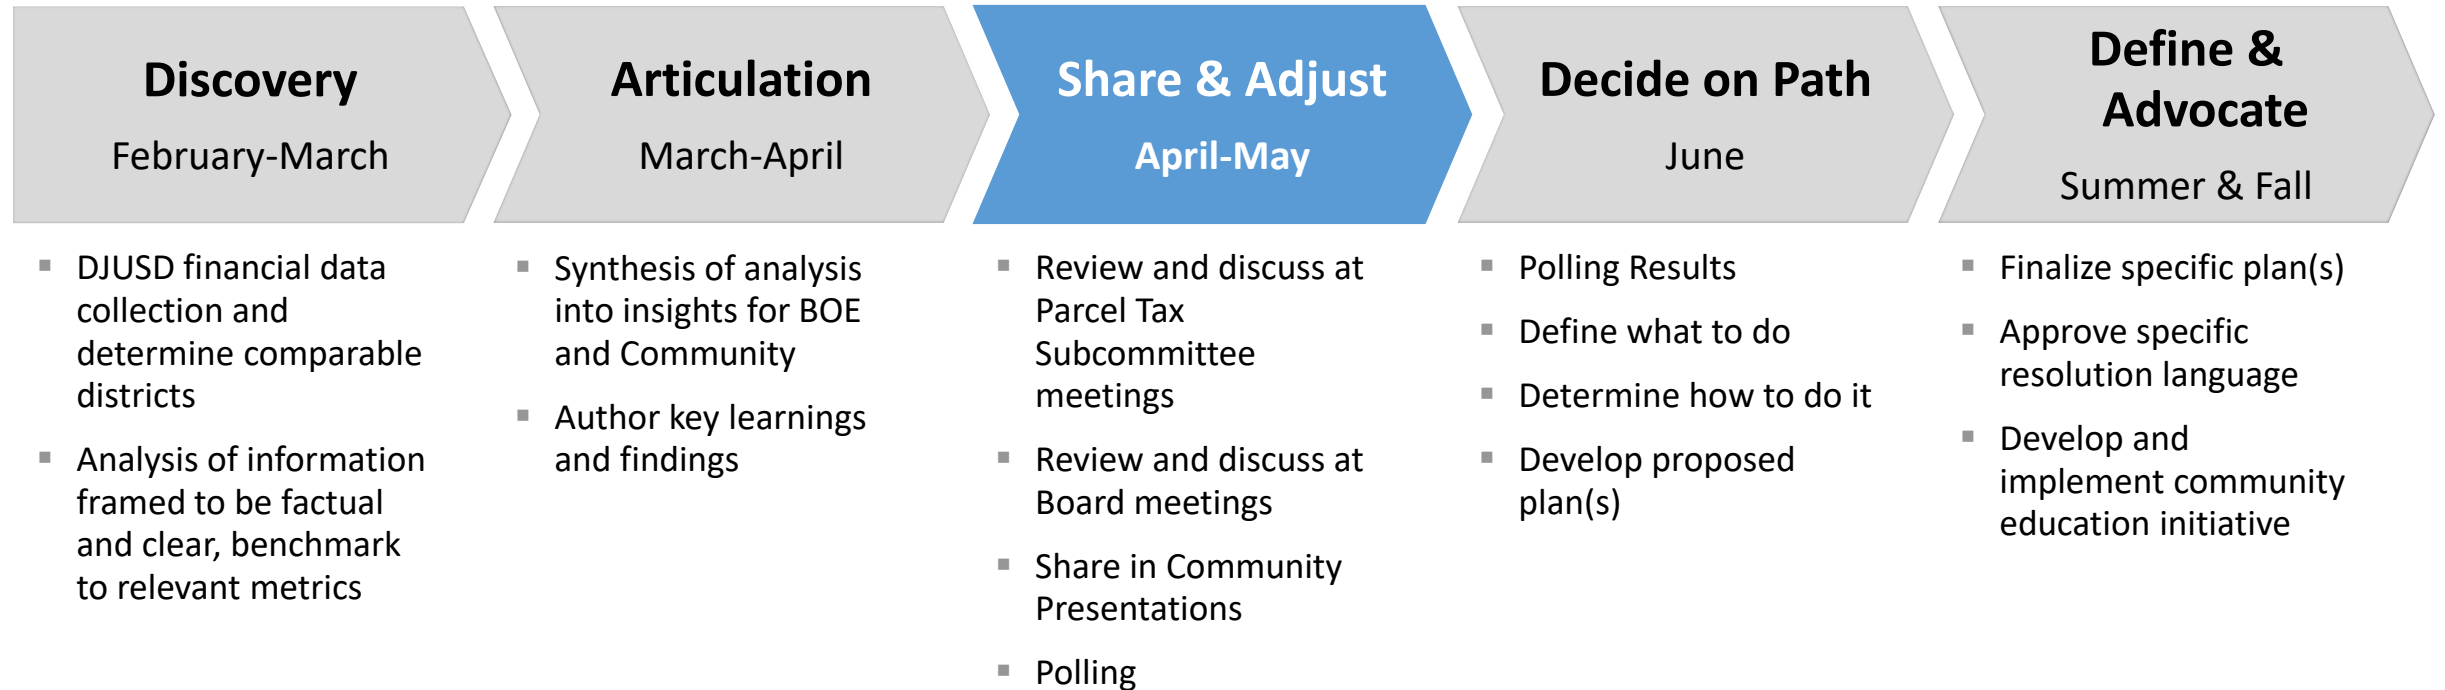 Discovery
February-March
▪ DJUSD financial data
collection and
determine comparable
districts
▪ Analysis of information
framed to be factual
and clear, benchmark
to relevant metrics
Articulation
March-April
▪ Synthesis of analysis
into insights for BOE
and Community
▪ Author key learnings
and findings
Share & Adjust
April-May
▪ Review and discuss at
Parcel Tax
Subcommittee
meetings
▪ Review and discuss at
Board meetings
▪ Share in Community
Presentations
▪ Polling
Decide on Path
June
▪ Polling Results
▪ Define what to do
▪ Determine how to do it
▪ Develop proposed
plan(s)
Define &
Advocate
Summer & Fall
▪ Finalize specific plan(s)
▪ Approve specific
resolution language
▪ Develop and
implement community
education initiative